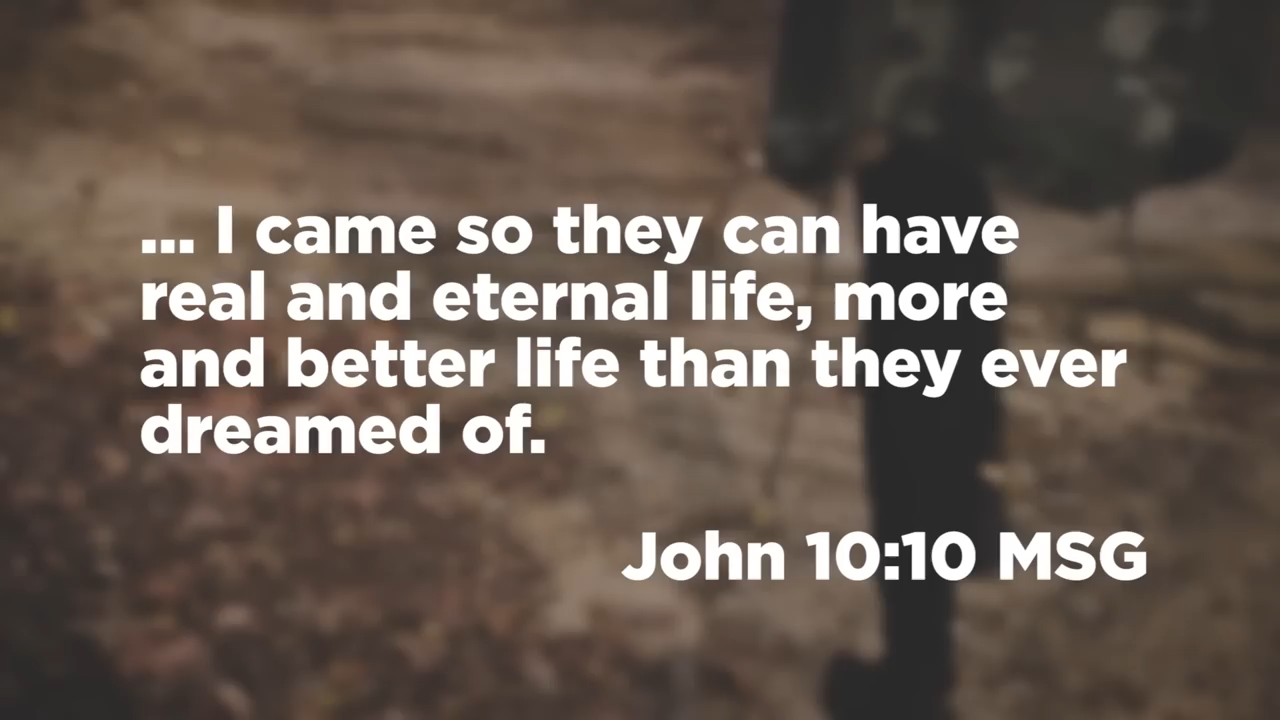 ... I came so they can have
real and eternal life, more
and better life than they ever
dreamed of.
John 10:10 MSG